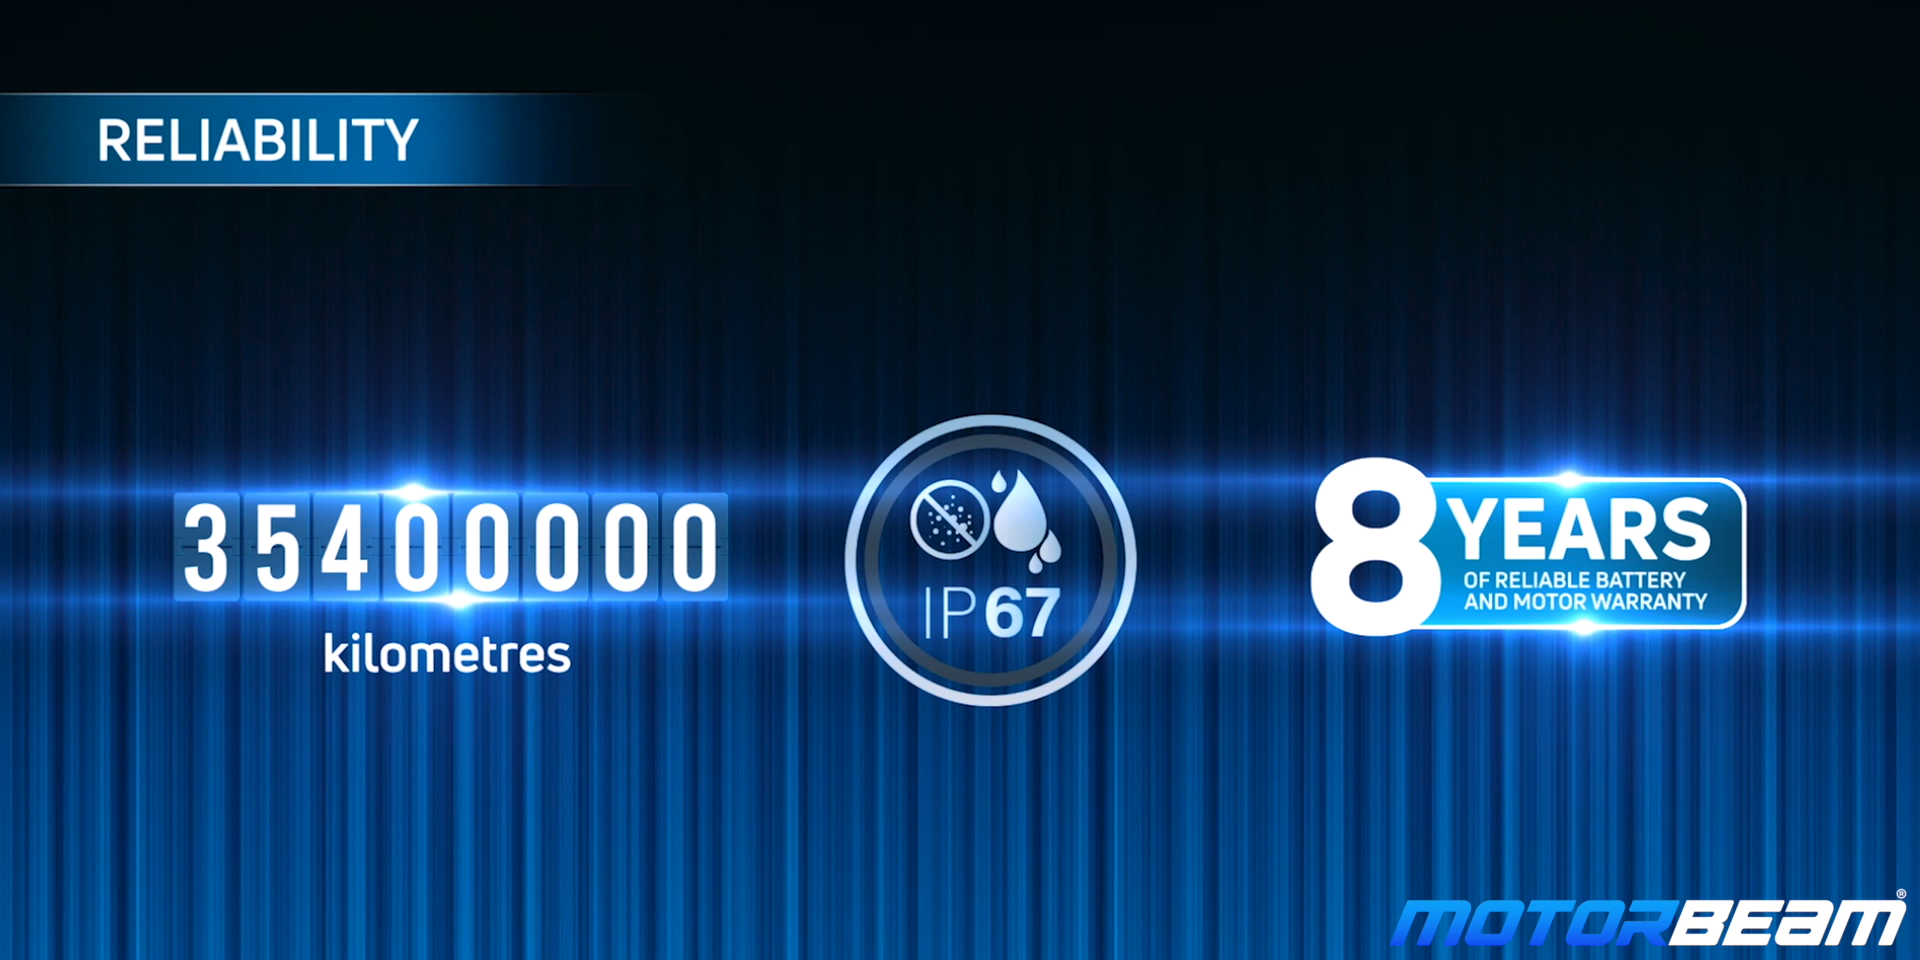 RELIABILITY
35400000
kilometres
IP67
8 YEARS
OF RELIABLE BATTERY
AND MOTOR WARRANTY
MOTORBEAM®